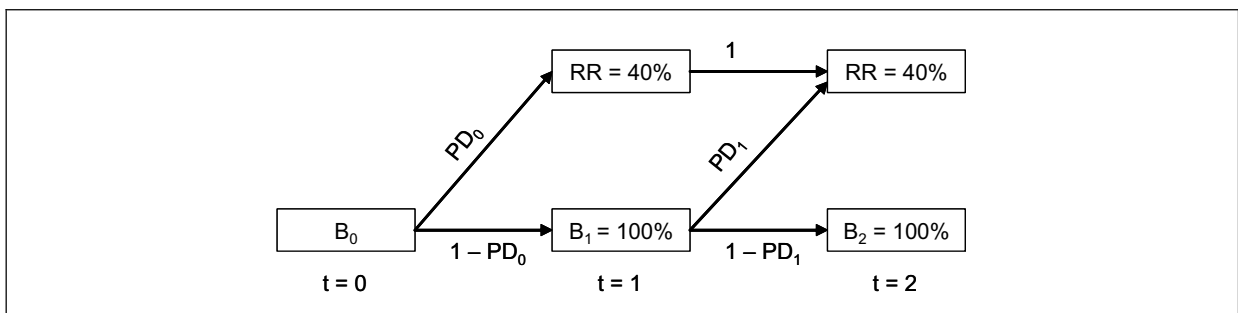 1
RR = 40%
RR = 40%
PD₀
PD₁
B₀
B₁ = 100%
B₂ = 100%
1 – PD₀
1 – PD₁
t = 0
t = 1
t = 2